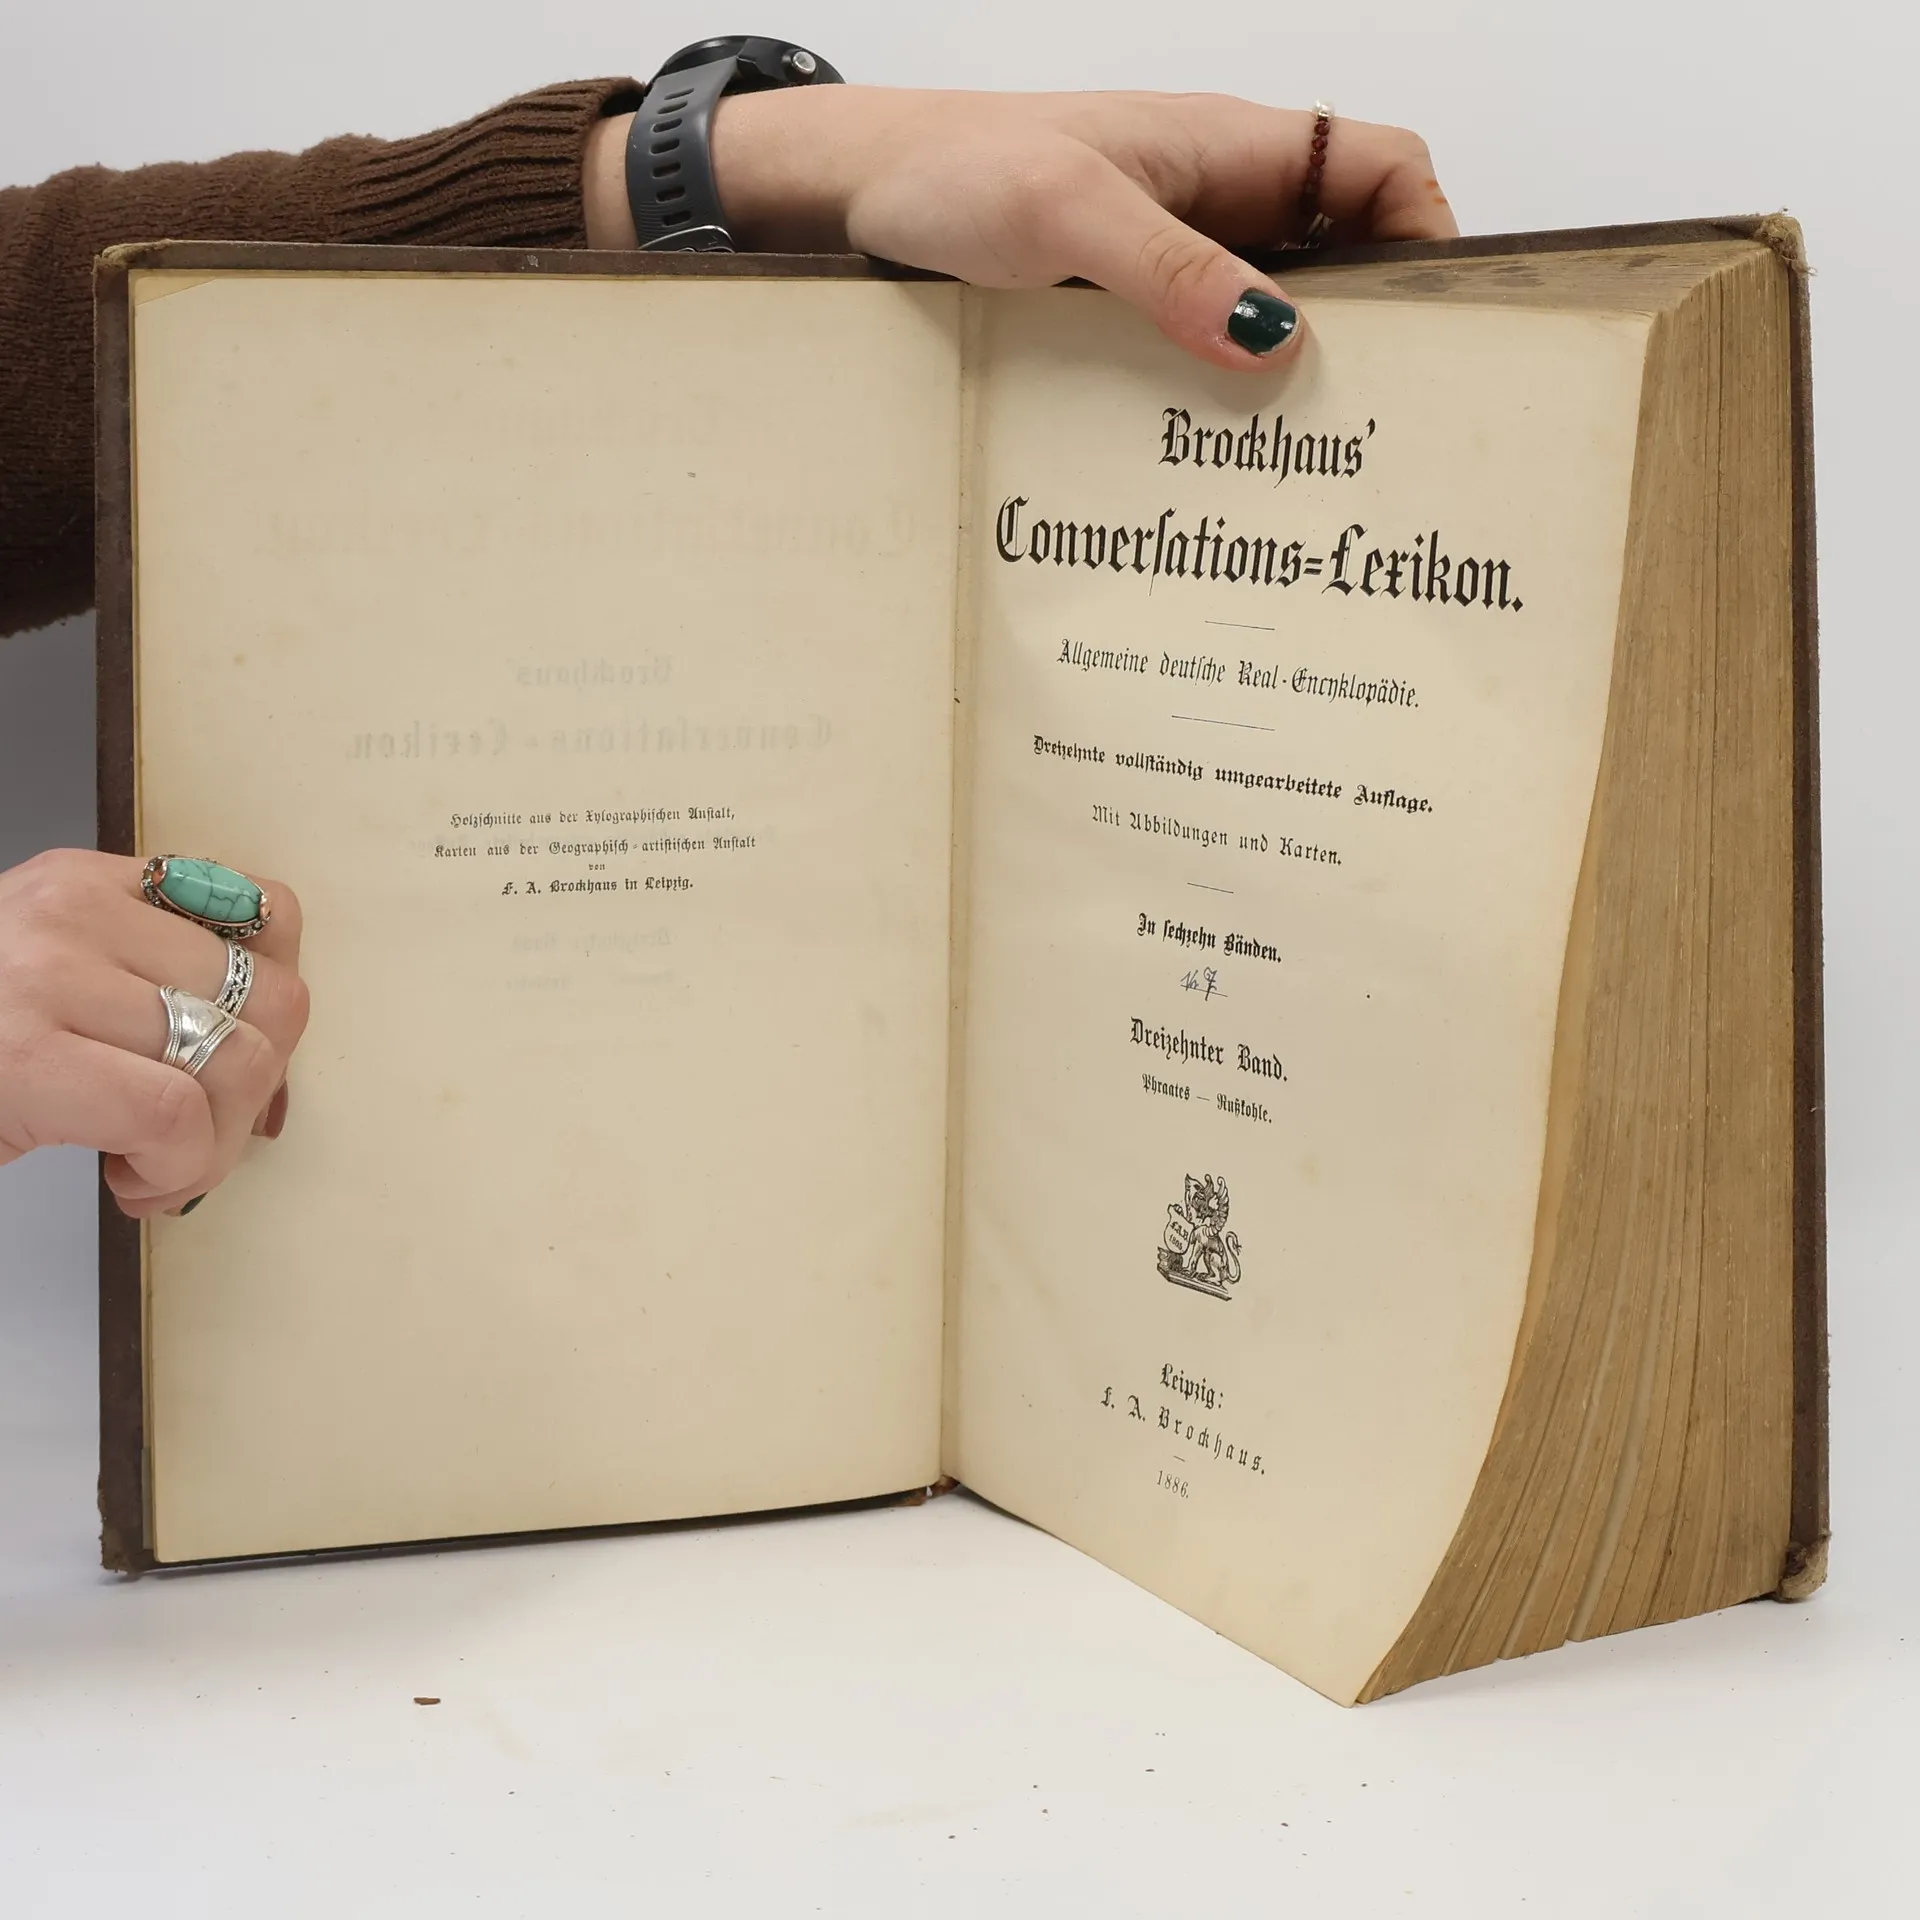 Holzschnitte aus der Xylographischen Anstalt,
Karten aus der Geographisch-artistischen Anstalt
von
F. A. Brockhaus in Leipzig.
Brockhaus’
Conversations-Lexikon.
Allgemeine deutsche Real-Encyklopädie.
Dreizehnte vollständig umgearbeitete Auflage.
Mit Abbildungen und Karten.
In sechzehn Bänden.
Dreizehnter Band.
Phraates — Rußkohle.
F.A.B
1805
Leipzig:
F. A. Brockhaus.
1886.